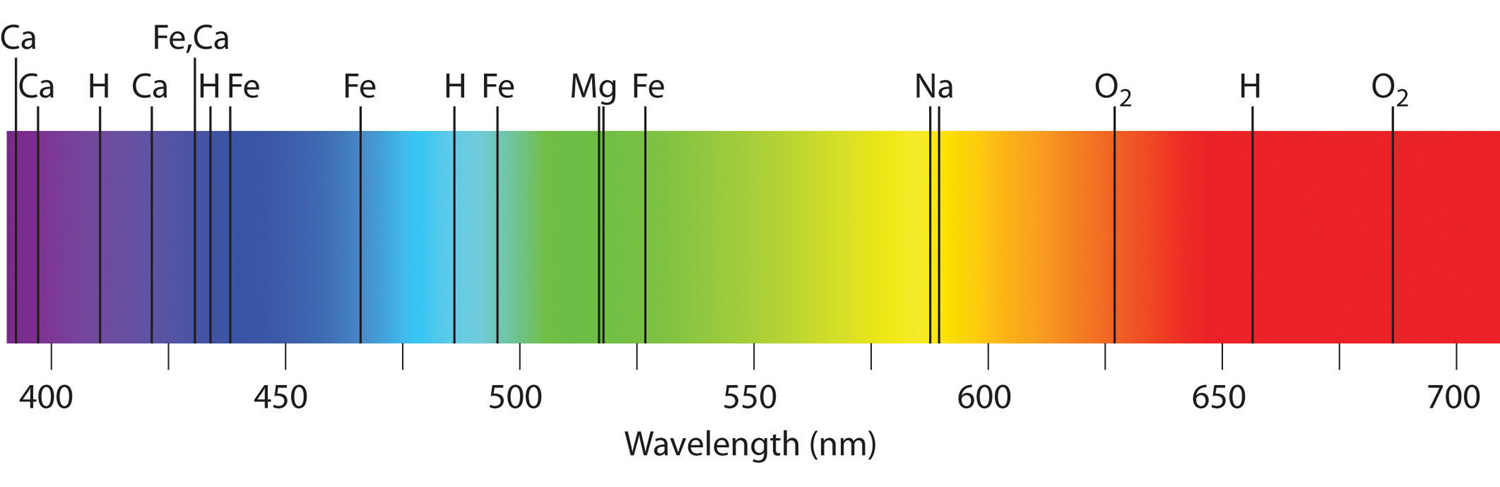 Ca Fe,Ca
Ca H Ca H Fe Fe H Fe Mg Fe Na O₂ H O₂
400 450 500 550 600 650 700
Wavelength (nm)